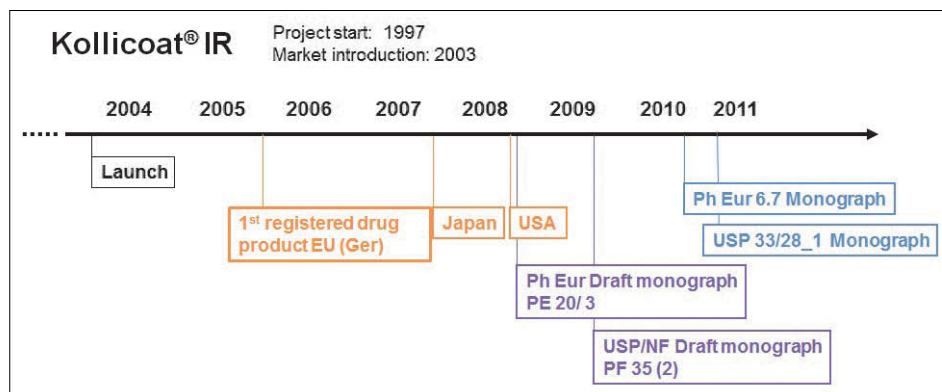 Kollicoat® IR
Project start: 1997
Market introduction: 2003
2004 2005 2006 2007 2008 2009 2010 2011
Launch
1st registered drug
product EU (Ger)
Japan
USA
Ph Eur 6.7 Monograph
USP 33/28_1 Monograph
Ph Eur Draft monograph
PE 20/ 3
USP/NF Draft monograph
PF 35 (2)